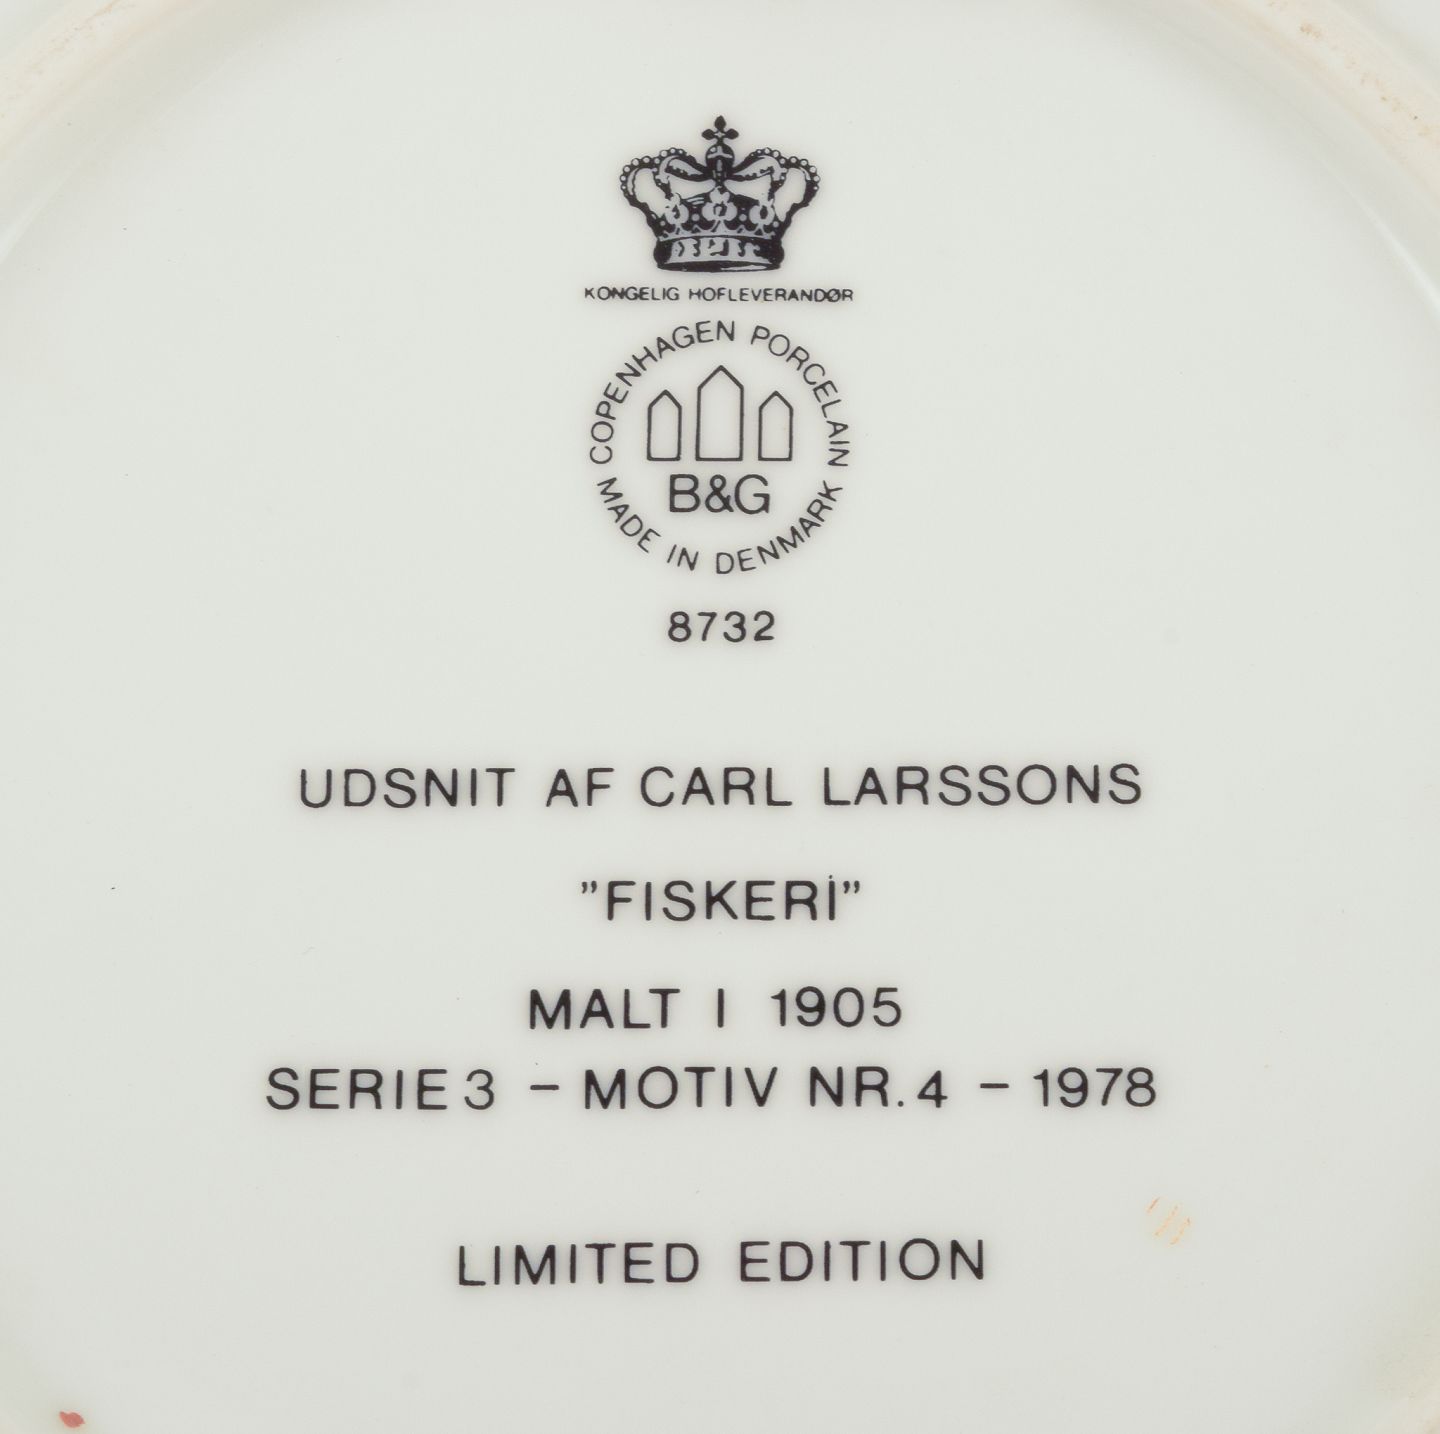 KONGELIG HOFLEVERANDØR
COPENHAGEN PORCELAIN
MADE IN DENMARK
B&G
8732
UDSNIT AF CARL LARSSONS
”FISKERI”
MALT I 1905
SERIE 3 – MOTIV NR. 4 – 1978
LIMITED EDITION